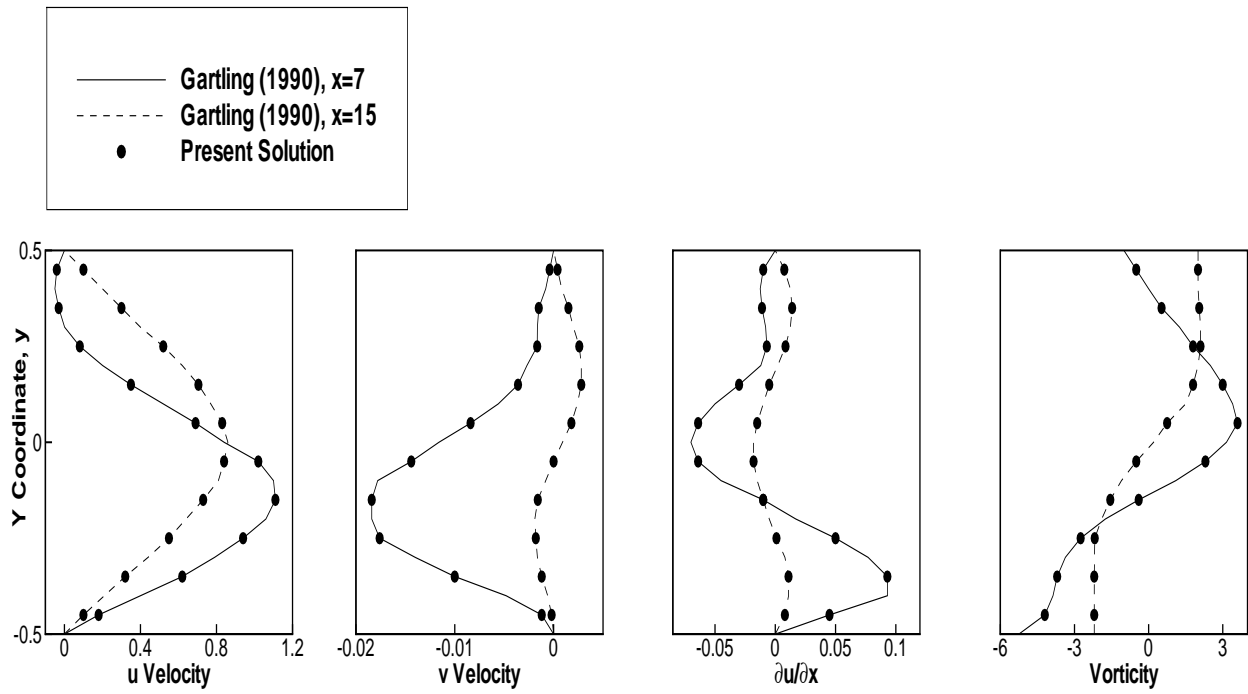 Gartling (1990), x=7
Gartling (1990), x=15
Present Solution
Y Coordinate, y
0.5
0
-0.5
0 0.4 0.8 1.2
u Velocity
-0.02 -0.01 0
v Velocity
-0.05 0 0.05 0.1
∂u/∂x
-6 -3 0 3
Vorticity